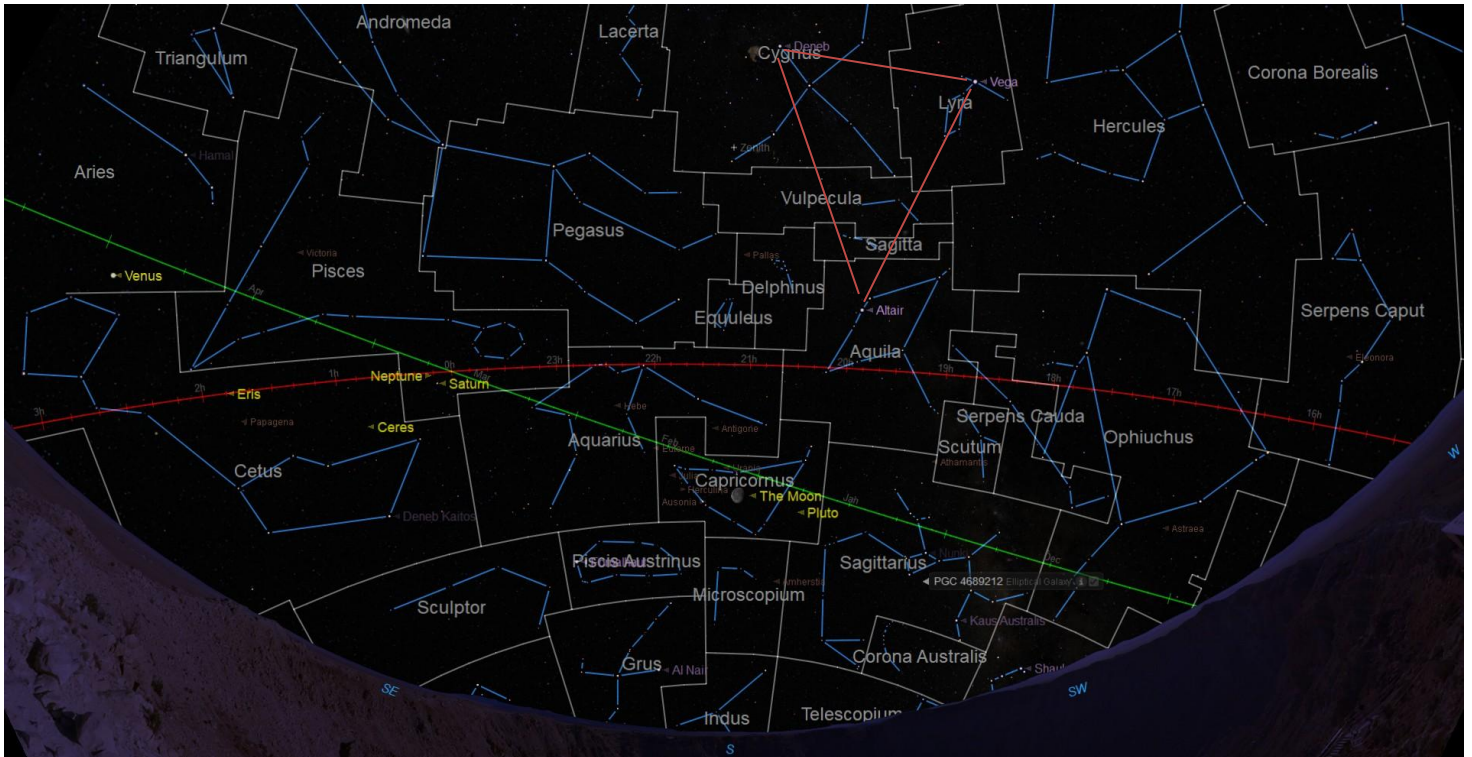 Andromeda
Lacerta
Cygnus
Deneb
Triangulum
Corona Borealis
Vega
Lyra
Hercules
Hamal
Zenith
Aries
Vulpecula
Pegasus
Sagitta
Victoria
Pisces
Pallas
Venus
Delphinus
Apr
Equuleus
Altair
Serpens Caput
Aquila
Eleonora
0h
23h
22h
21h
20h
19h
18h
17h
16h
1h
2h
3h
Mar
Neptune
Saturn
Eris
Ceres
Papagena
Hebe
Antigone
Serpens Cauda
Aquarius
Feb
Scutum
Ophiuchus
W
Cetus
Athamantis
Capricornus
Herculina
Ausonia
The Moon
Pluto
Jan
Deneb Kaitos
Astraea
Piscis Austrinus
Sagittarius
Nunki
Dec
PGC 4689212 Elliptical Galaxy
Amherstia
Microscopium
Sculptor
Kaus Australis
Corona Australis
Grus
Al Nair
SE
SW
Indus
Telescopium
S